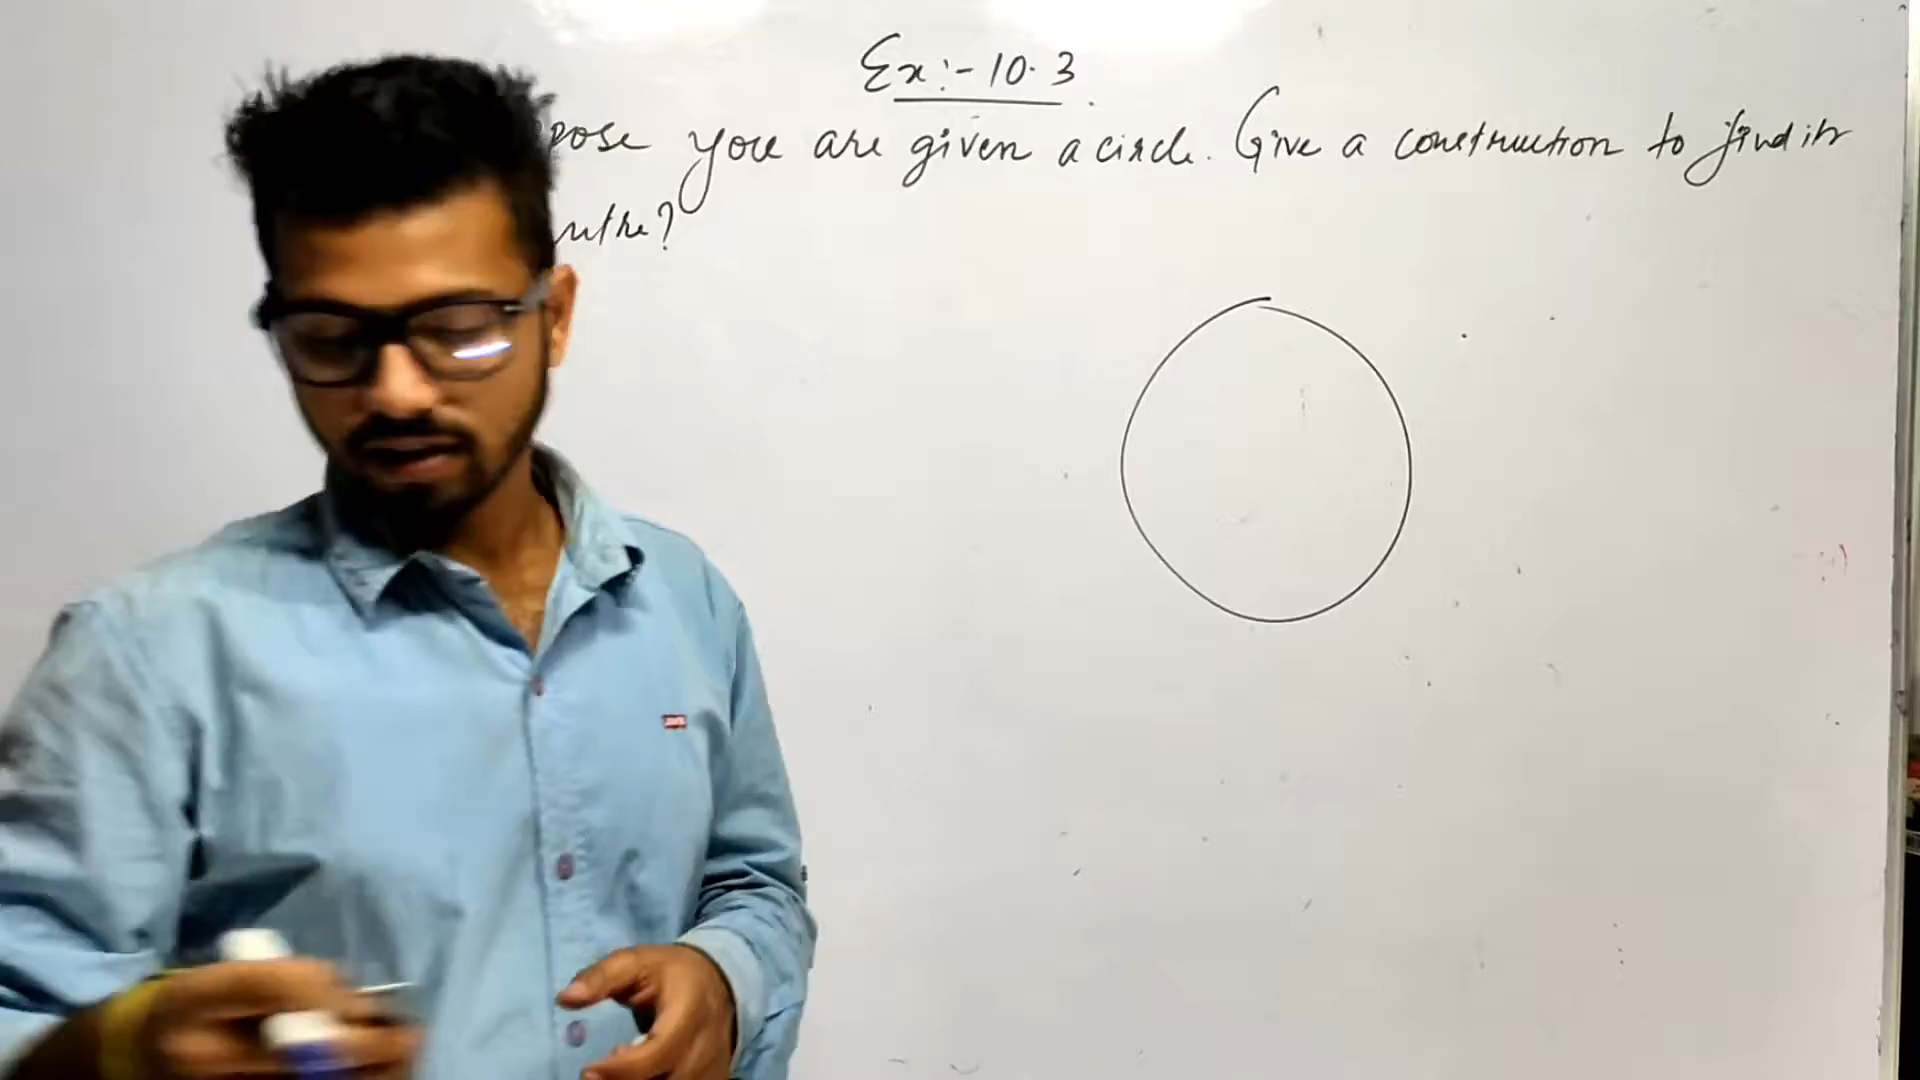 Ex:- 10.3
pose you are given a circle. Give a construction to find its
ntre?